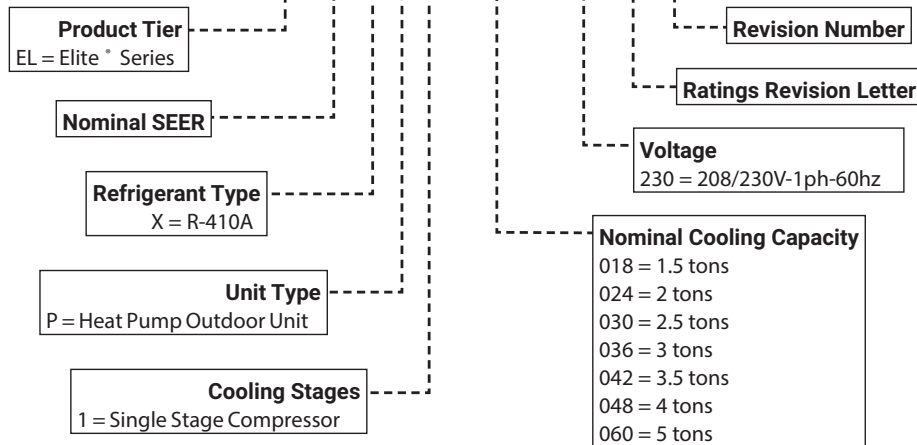 Product Tier
EL = Elite ® Series
Nominal SEER
Refrigerant Type
X = R-410A
Unit Type
P = Heat Pump Outdoor Unit
Cooling Stages
1 = Single Stage Compressor
Revision Number
Ratings Revision Letter
Voltage
230 = 208/230V-1ph-60hz
Nominal Cooling Capacity
018 = 1.5 tons
024 = 2 tons
030 = 2.5 tons
036 = 3 tons
042 = 3.5 tons
048 = 4 tons
060 = 5 tons